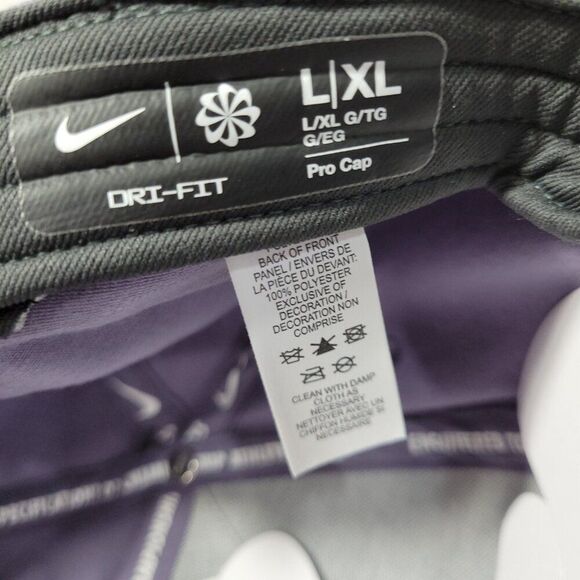 L|XL
L/XL G/TG
G/EG
Pro Cap
DRI-FIT
BACK OF FRONT
PANEL / ENVERS DE
LA PIÈCE DU DEVANT:
100% POLYESTER
EXCLUSIVE OF
DECORATION /
DECORATION NON
COMPRISE
CLEAN WITH DAMP
CLOTH AS
NECESSARY
NETTOYER AVEC UN
CHIFFON HUMIDE SI
NÉCESSAIRE